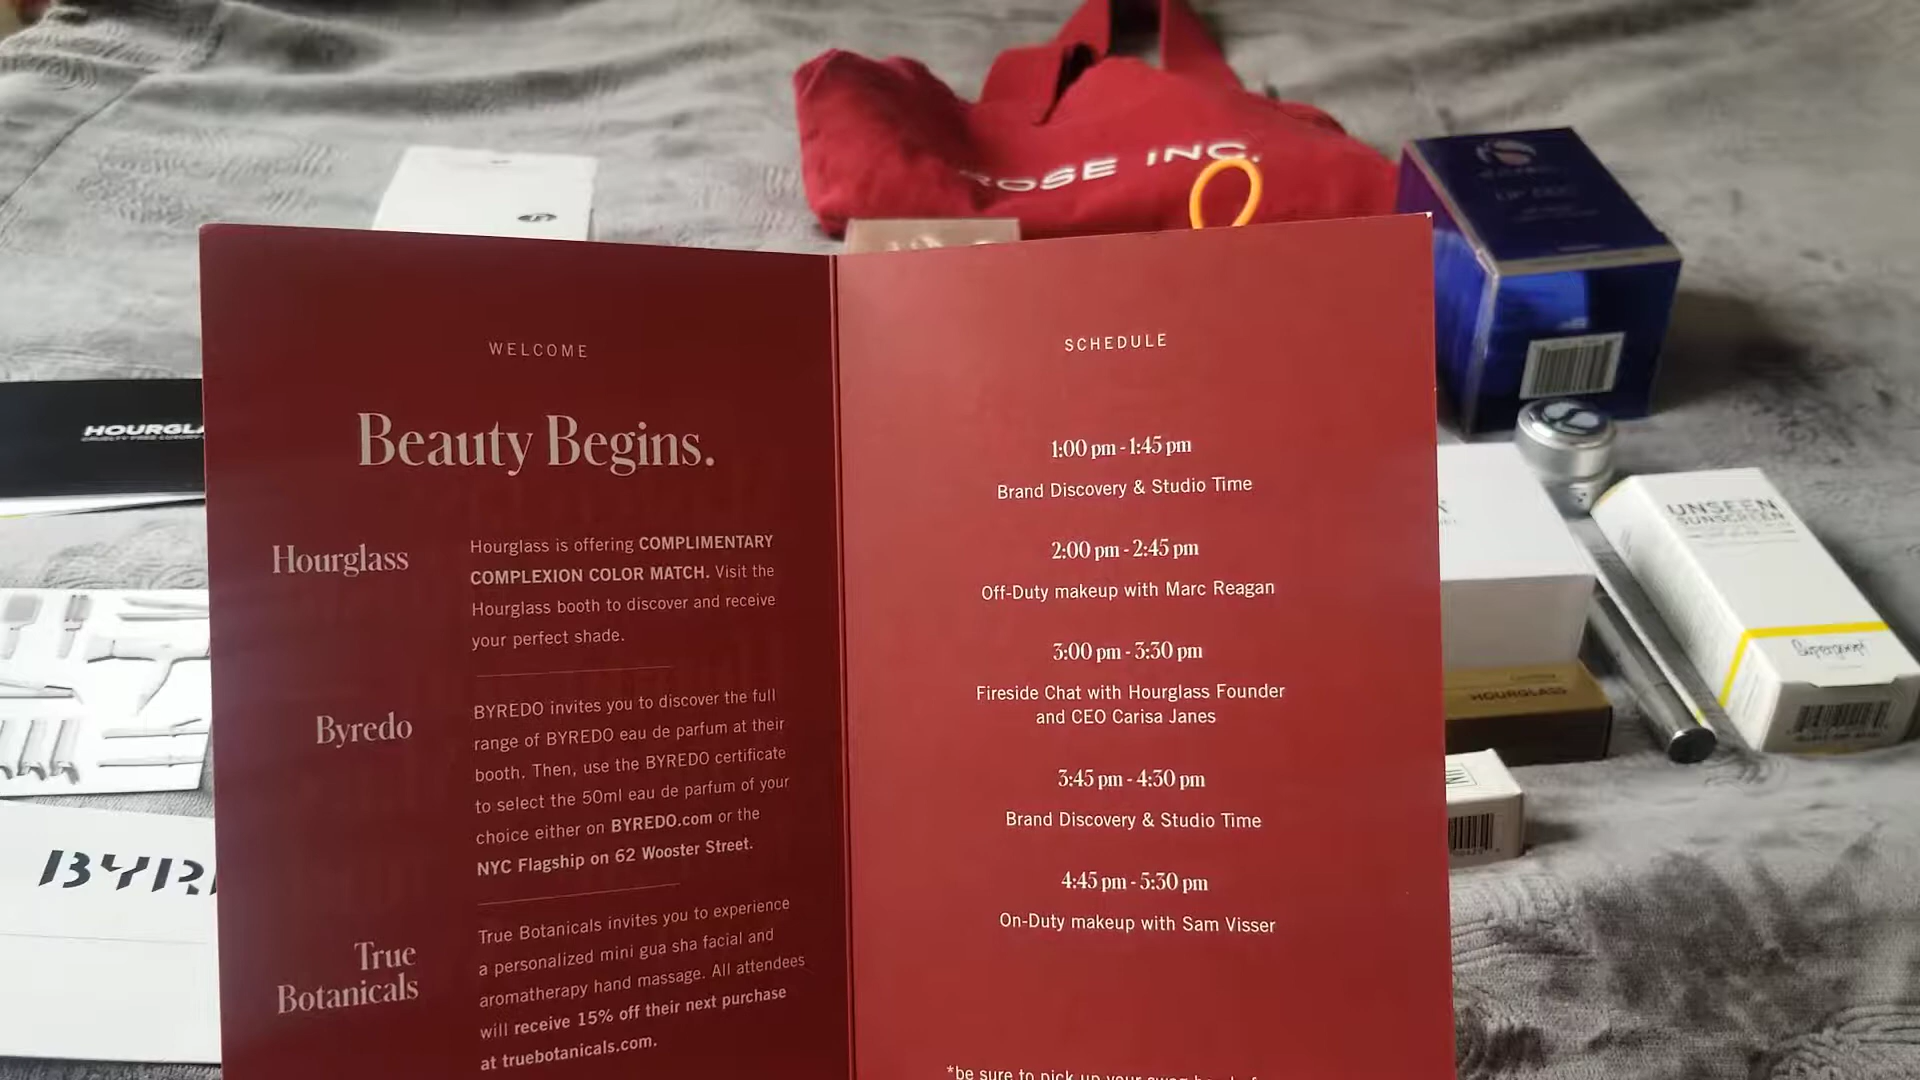 ROSE INC.
HOURGL
BYR
WELCOME
Beauty Begins.
Hourglass
Hourglass is offering COMPLIMENTARY
COMPLEXION COLOR MATCH. Visit the
Hourglass booth to discover and receive
your perfect shade.
Byredo
BYREDO invites you to discover the full
range of BYREDO eau de parfum at their
booth. Then, use the BYREDO certificate
to select the 50ml eau de parfum of your
choice either on BYREDO.com or the
NYC Flagship on 62 Wooster Street.
True
Botanicals
True Botanicals invites you to experience
a personalized mini gua sha facial and
aromatherapy hand massage. All attendees
will receive 15% off their next purchase
at truebotanicals.com.
SCHEDULE
1:00 pm - 1:45 pm
Brand Discovery & Studio Time
2:00 pm - 2:45 pm
Off-Duty makeup with Marc Reagan
3:00 pm - 3:30 pm
Fireside Chat with Hourglass Founder
and CEO Carisa Janes
3:45 pm - 4:30 pm
Brand Discovery & Studio Time
4:45 pm - 5:30 pm
On-Duty makeup with Sam Visser
*be sure to pick up your swag
UNSEEN
SUNSCREEN
Supergoop!
HOURGLASS